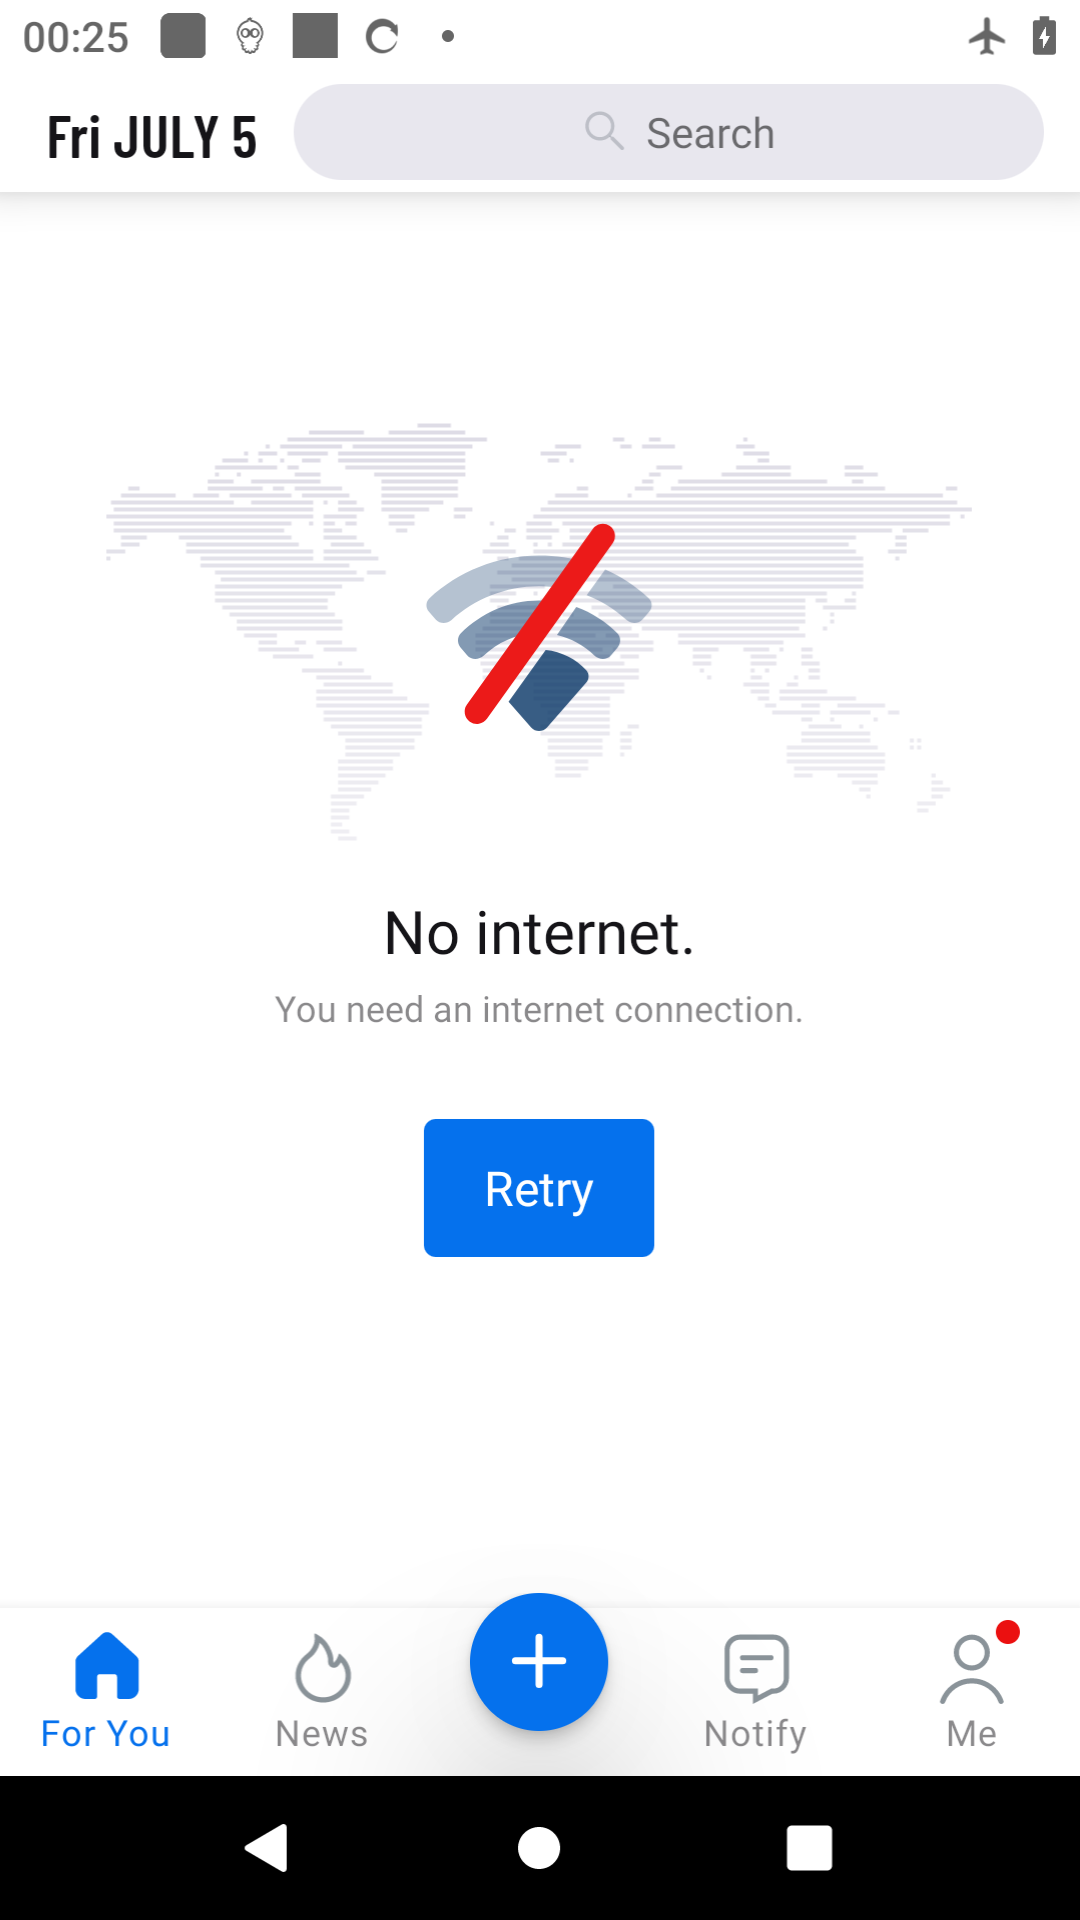 00:25
Fri JULY 5
Search
No internet.
You need an internet connection.
Retry
For You
News
Notify
Me